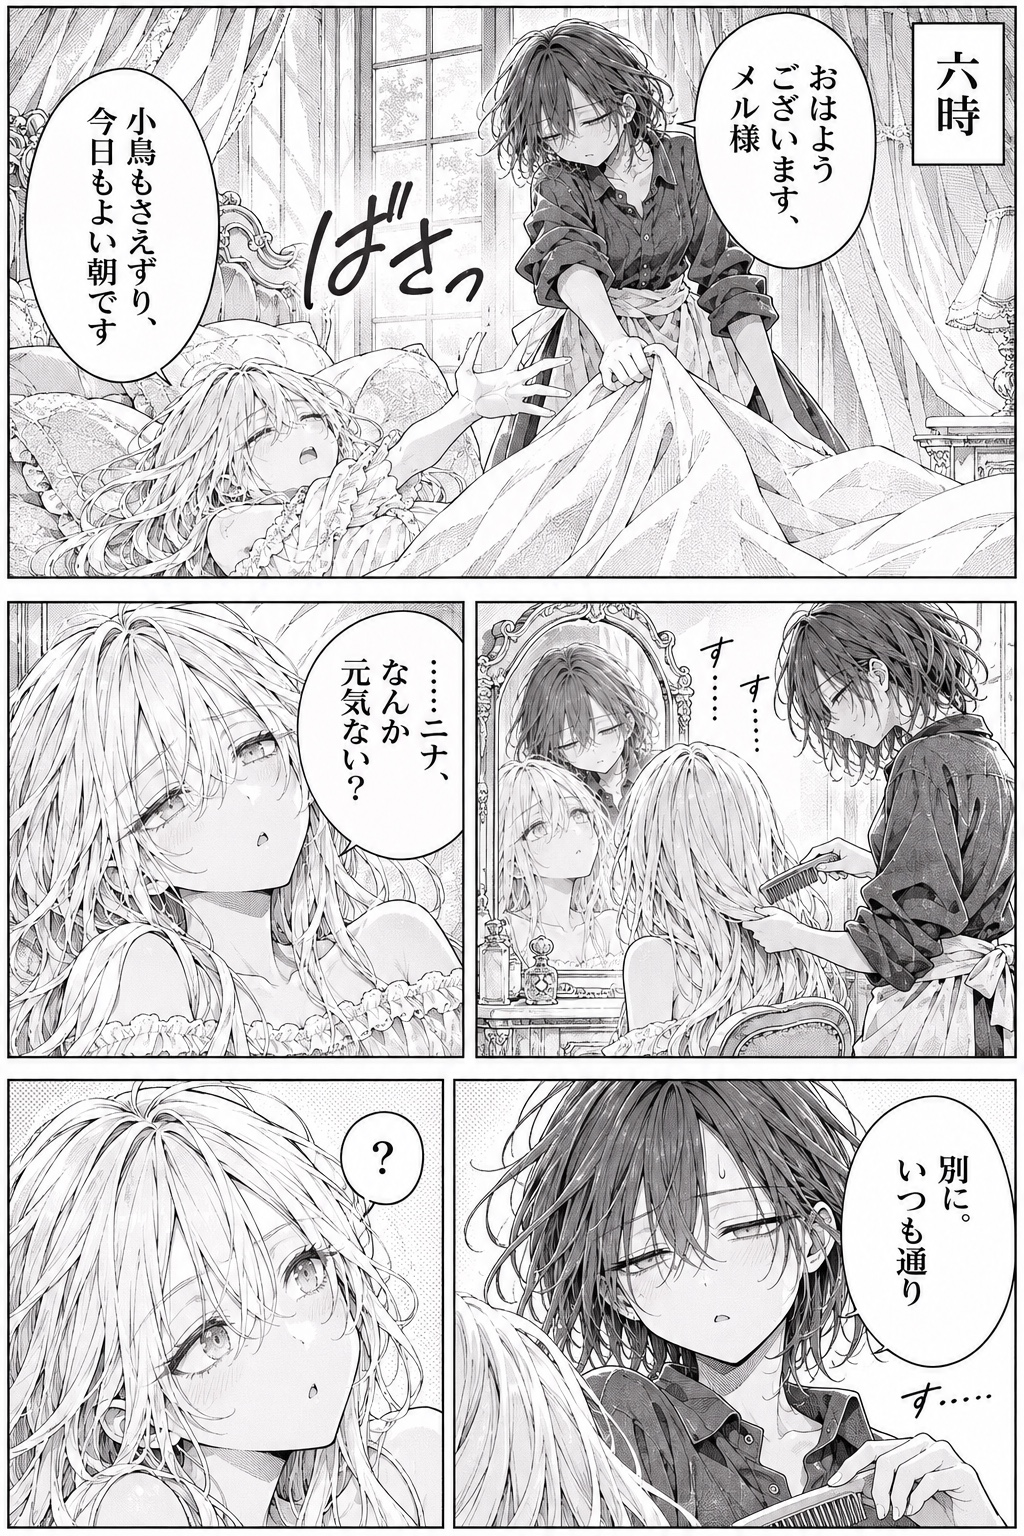 六時
おはよう
ございます、
メル様
ばさっ
小鳥もさえずり、
今日もよい朝です
す……
す……
……ニナ、
なんか
元気ない？
別に。
いつも通り
す……
？